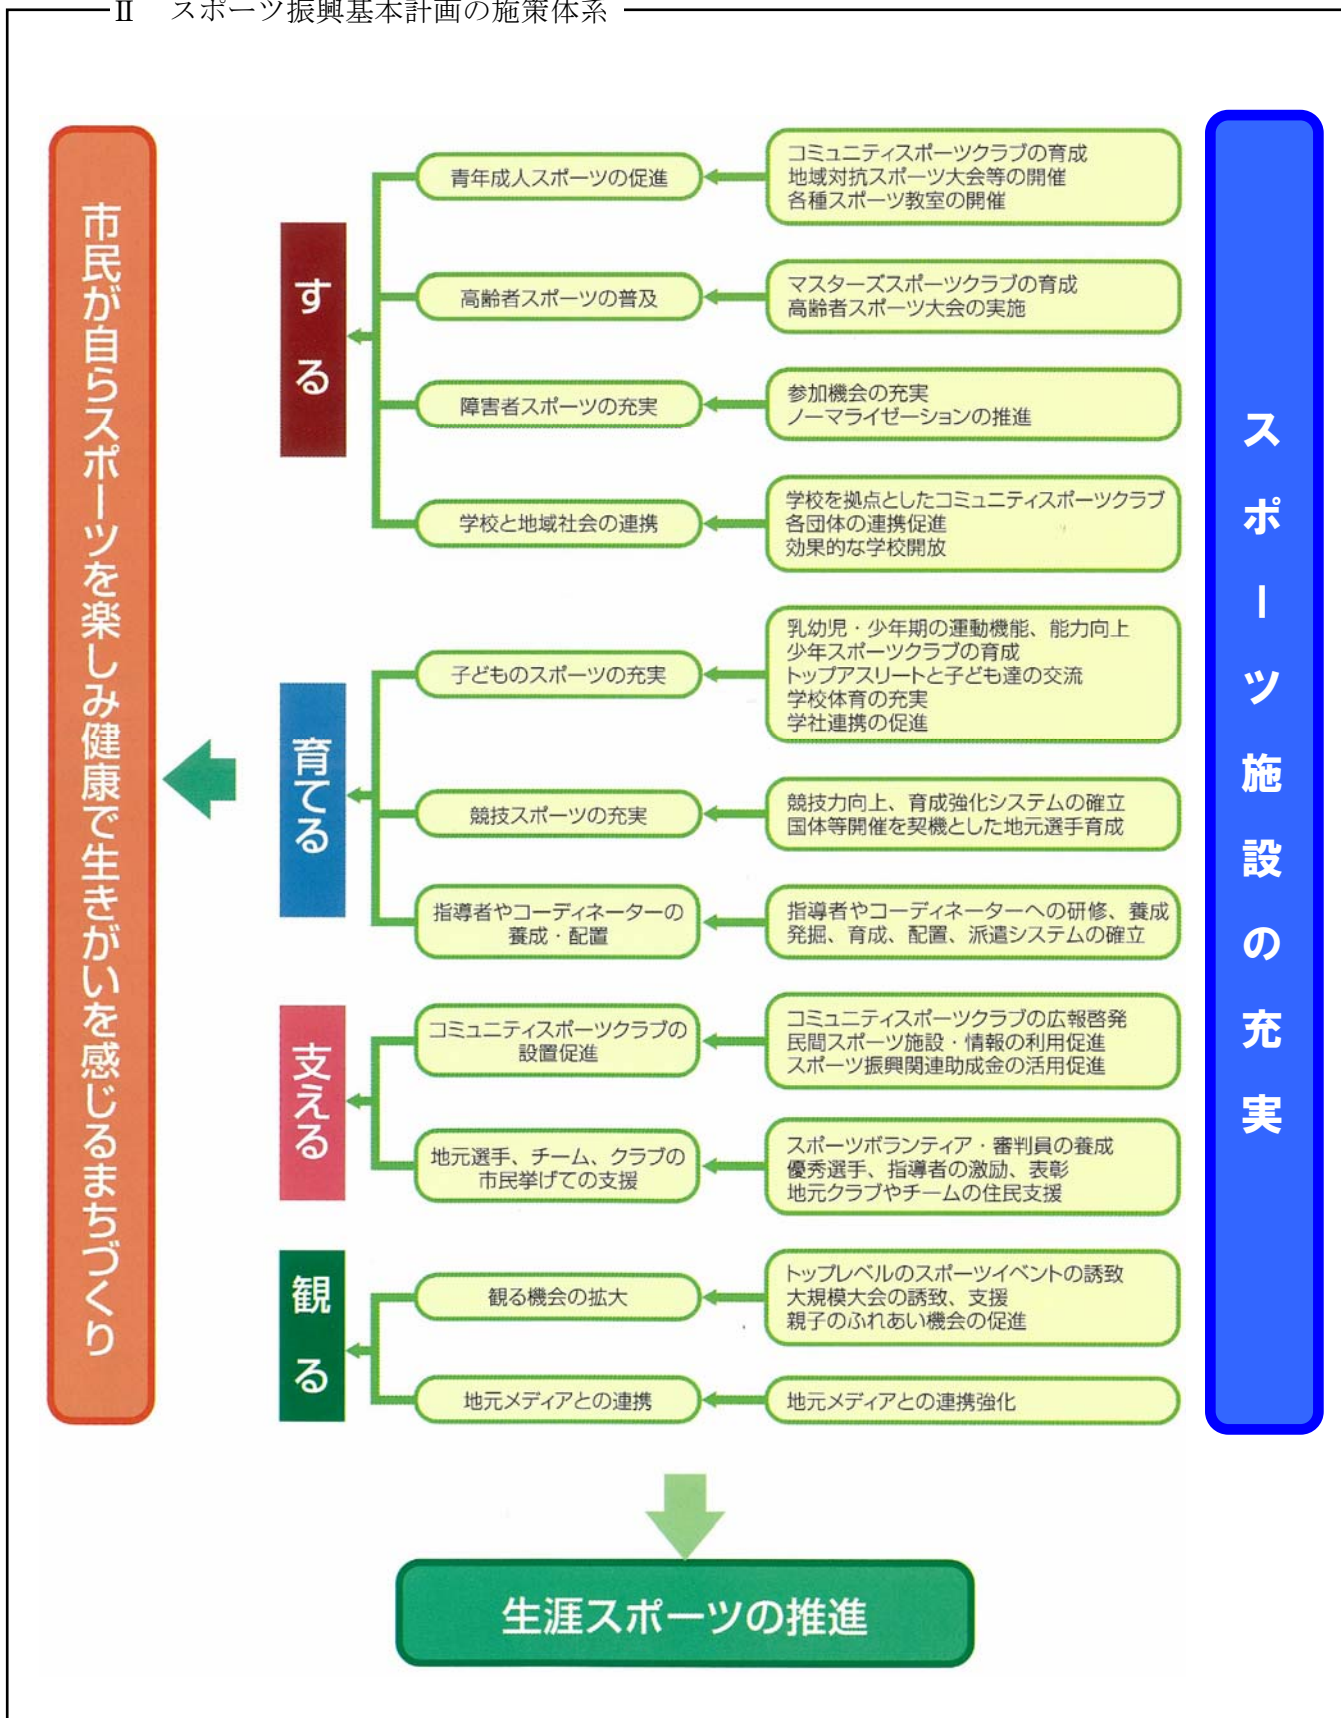 Ⅱ　スポーツ振興基本計画の施策体系
市民が自らスポーツを楽しみ健康で生きがいを感じるまちづくり
する
青年成人スポーツの促進
コミュニティスポーツクラブの育成
地域対抗スポーツ大会等の開催
各種スポーツ教室の開催
高齢者スポーツの普及
マスターズスポーツクラブの育成
高齢者スポーツ大会の実施
障害者スポーツの充実
参加機会の充実
ノーマライゼーションの推進
学校と地域社会の連携
学校を拠点としたコミュニティスポーツクラブ
各団体の連携促進
効果的な学校開放
育てる
子どものスポーツの充実
乳幼児・少年期の運動機能、能力向上
少年スポーツクラブの育成
トップアスリートと子ども達の交流
学校体育の充実
学社連携の促進
競技スポーツの充実
競技力向上、育成強化システムの確立
国体等開催を契機とした地元選手育成
指導者やコーディネーターの
養成・配置
指導者やコーディネーターへの研修、養成
発掘、育成、配置、派遣システムの確立
支える
コミュニティスポーツクラブの
設置促進
コミュニティスポーツクラブの広報啓発
民間スポーツ施設・情報の利用促進
スポーツ振興関連助成金の活用促進
地元選手、チーム、クラブの
市民挙げての支援
スポーツボランティア・審判員の養成
優秀選手、指導者の激励、表彰
地元クラブやチームの住民支援
観る
観る機会の拡大
トップレベルのスポーツイベントの誘致
大規模大会の誘致、支援
親子のふれあい機会の促進
地元メディアとの連携
地元メディアとの連携強化
スポーツ施設の充実
生涯スポーツの推進